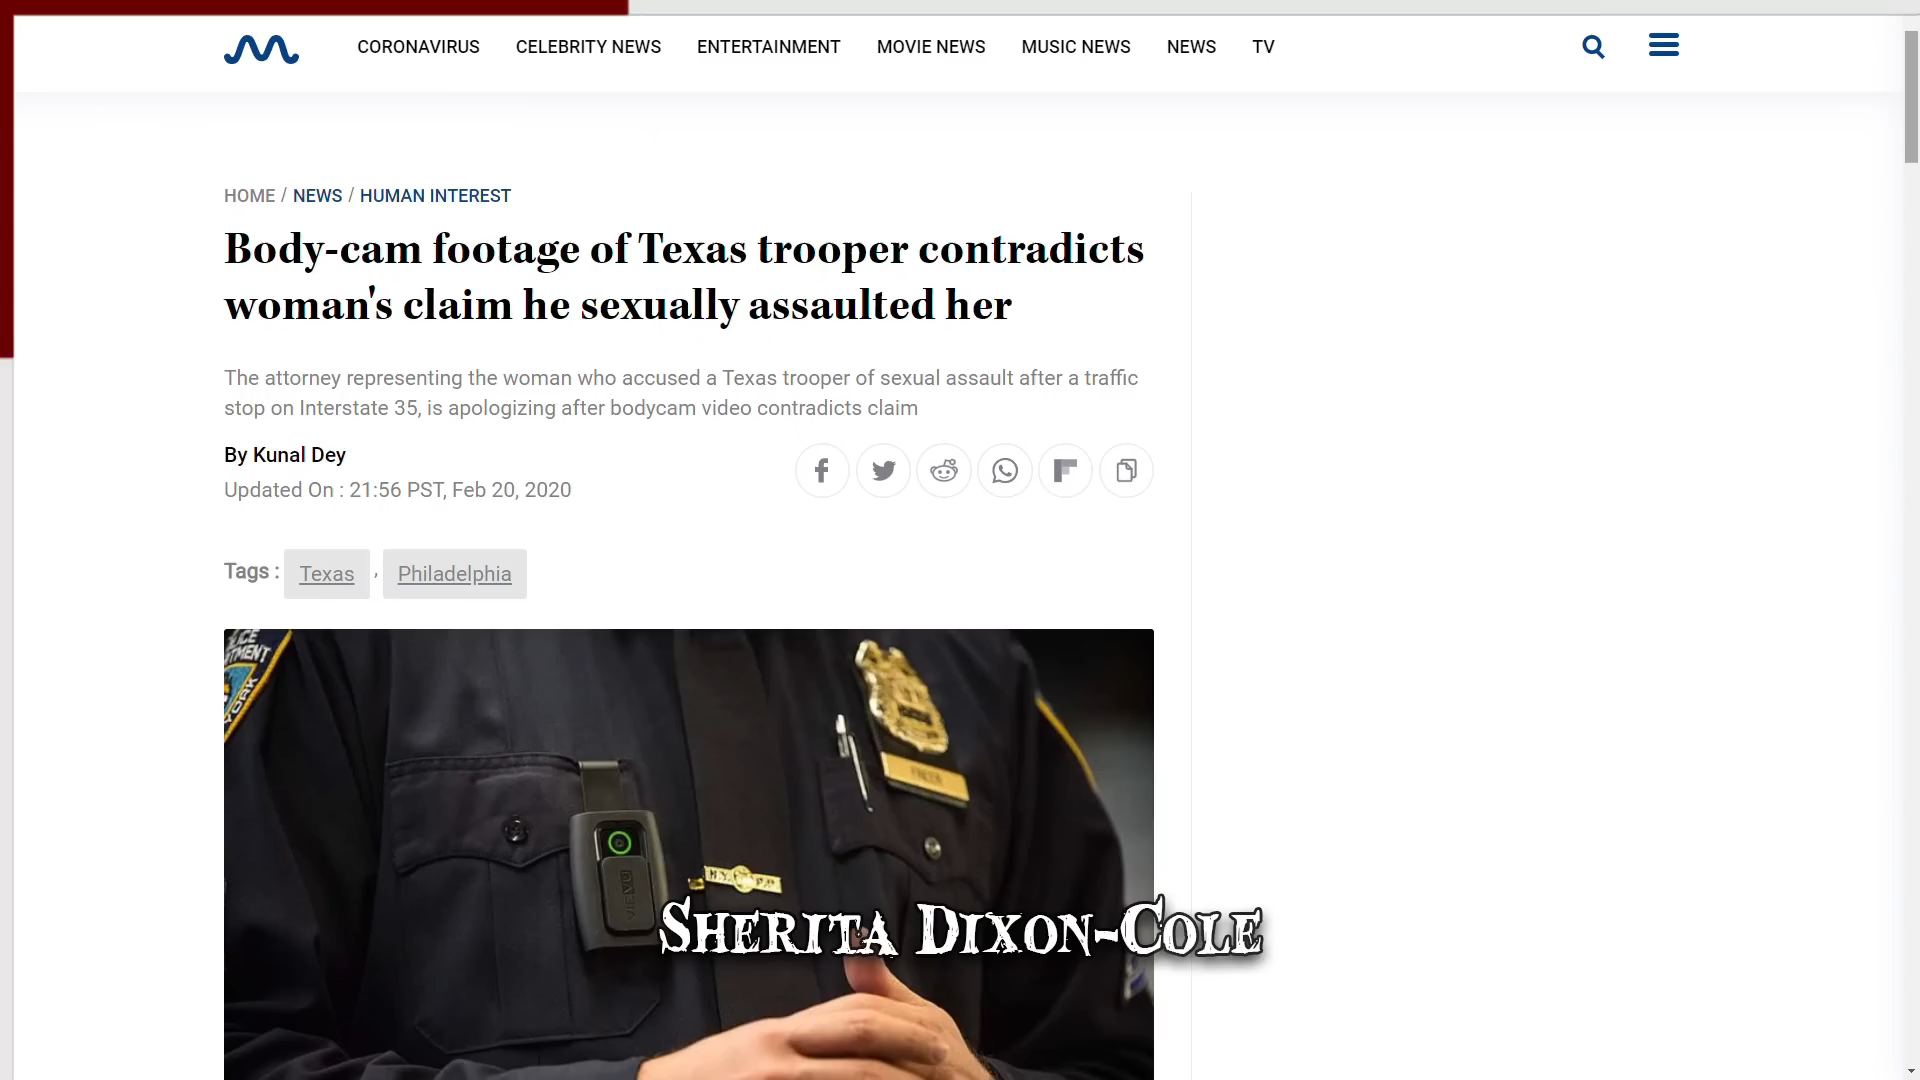 CORONAVIRUS CELEBRITY NEWS ENTERTAINMENT MOVIE NEWS MUSIC NEWS NEWS TV
HOME / NEWS / HUMAN INTEREST
Body-cam footage of Texas trooper contradicts
woman's claim he sexually assaulted her
The attorney representing the woman who accused a Texas trooper of sexual assault after a traffic
stop on Interstate 35, is apologizing after bodycam video contradicts claim
By Kunal Dey
Updated On : 21:56 PST, Feb 20, 2020
Tags : Texas , Philadelphia
VIEVU
SHERITA DIXON-COLE